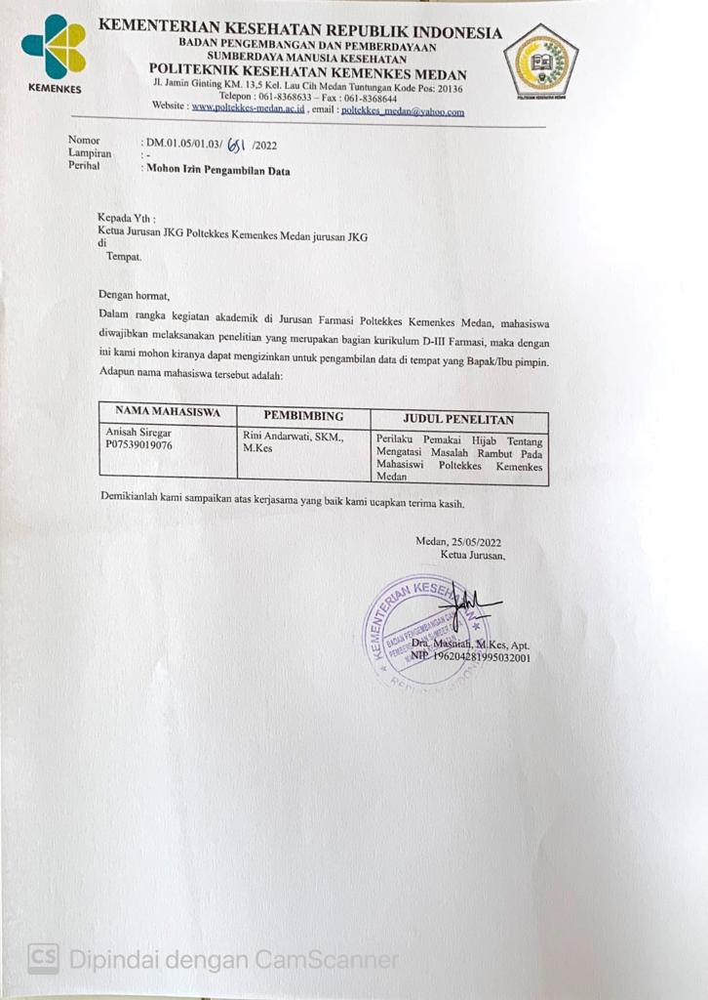 KEMENTERIAN KESEHATAN REPUBLIK INDONESIA
BADAN PENGEMBANGAN DAN PEMBERDAYAAN
SUMBERDAYA MANUSIA KESEHATAN
POLITEKNIK KESEHATAN KEMENKES MEDAN
Jl. Jamin Ginting KM. 13,5 Kel. Lau Cih Medan Tuntungan Kode Pos: 20136
Telepon : 061-8368633 – Fax : 061-8368644
Website : www.poltekkes-medan.ac.id , email : poltekkes_medan@yahoo.com
KEMENKES
POLITEKNIK KESEHATAN MEDAN
Nomor : DM.01.05/01.03/ 651 /2022
Lampiran : -
Perihal : Mohon Izin Pengambilan Data
Kepada Yth :
Ketua Jurusan JKG Poltekkes Kemenkes Medan jurusan JKG
di
Tempat.
Dengan hormat,
Dalam rangka kegiatan akademik di Jurusan Farmasi Poltekkes Kemenkes Medan, mahasiswa
diwajibkan melaksanakan penelitian yang merupakan bagian kurikulum D-III Farmasi, maka dengan
ini kami mohon kiranya dapat mengizinkan untuk pengambilan data di tempat yang Bapak/Ibu pimpin.
Adapun nama mahasiswa tersebut adalah:
NAMA MAHASISWA PEMBIMBING JUDUL PENELITAN
Anisah Siregar
P07539019076
Rini Andarwati, SKM.,
M.Kes
Perilaku Pemakai Hijab Tentang
Mengatasi Masalah Rambut Pada
Mahasiswi Poltekkes Kemenkes
Medan
Demikianlah kami sampaikan atas kerjasama yang baik kami ucapkan terima kasih.
Medan, 25/05/2022
Ketua Jurusan,
KEMENTERIAN KESEHATAN
BADAN PENGEMBANGAN DAN
Dra. Masniah, M.Kes, Apt.
NIP. 196204281995032001
CS Dipindai dengan CamScanner